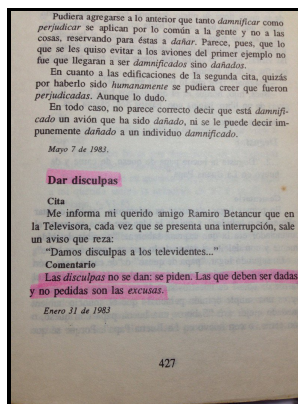 Pudiera agregarse a lo anterior que tanto damnificar como
perjudicar se aplican por lo común a la gente y no a las
cosas, reservando para éstas a dañar. Parece, pues, que lo
que se les quiso evitar a los aviones del primer ejemplo no
fue que llegaran a ser damnificados sino dañados.
En cuanto a las edificaciones de la segunda cita, quizás
por haberlo sido humanamente se pudiera creer que fueron
perjudicadas. Aunque lo dudo.
En todo caso, no parece correcto decir que está damnifi-
cado un avión que ha sido dañado, ni se le puede decir im-
punemente dañado a un individuo damnificado.
Mayo 7 de 1983.
Dar disculpas
Cita
Me informa mi querido amigo Ramiro Betancur que en
la Televisora, cada vez que se presenta una interrupción, sale
un aviso que reza:
“Damos disculpas a los televidentes...”
Comentario
Las disculpas no se dan: se piden. Las que deben ser dadas
y no pedidas son las excusas.
Enero 31 de 1983
427